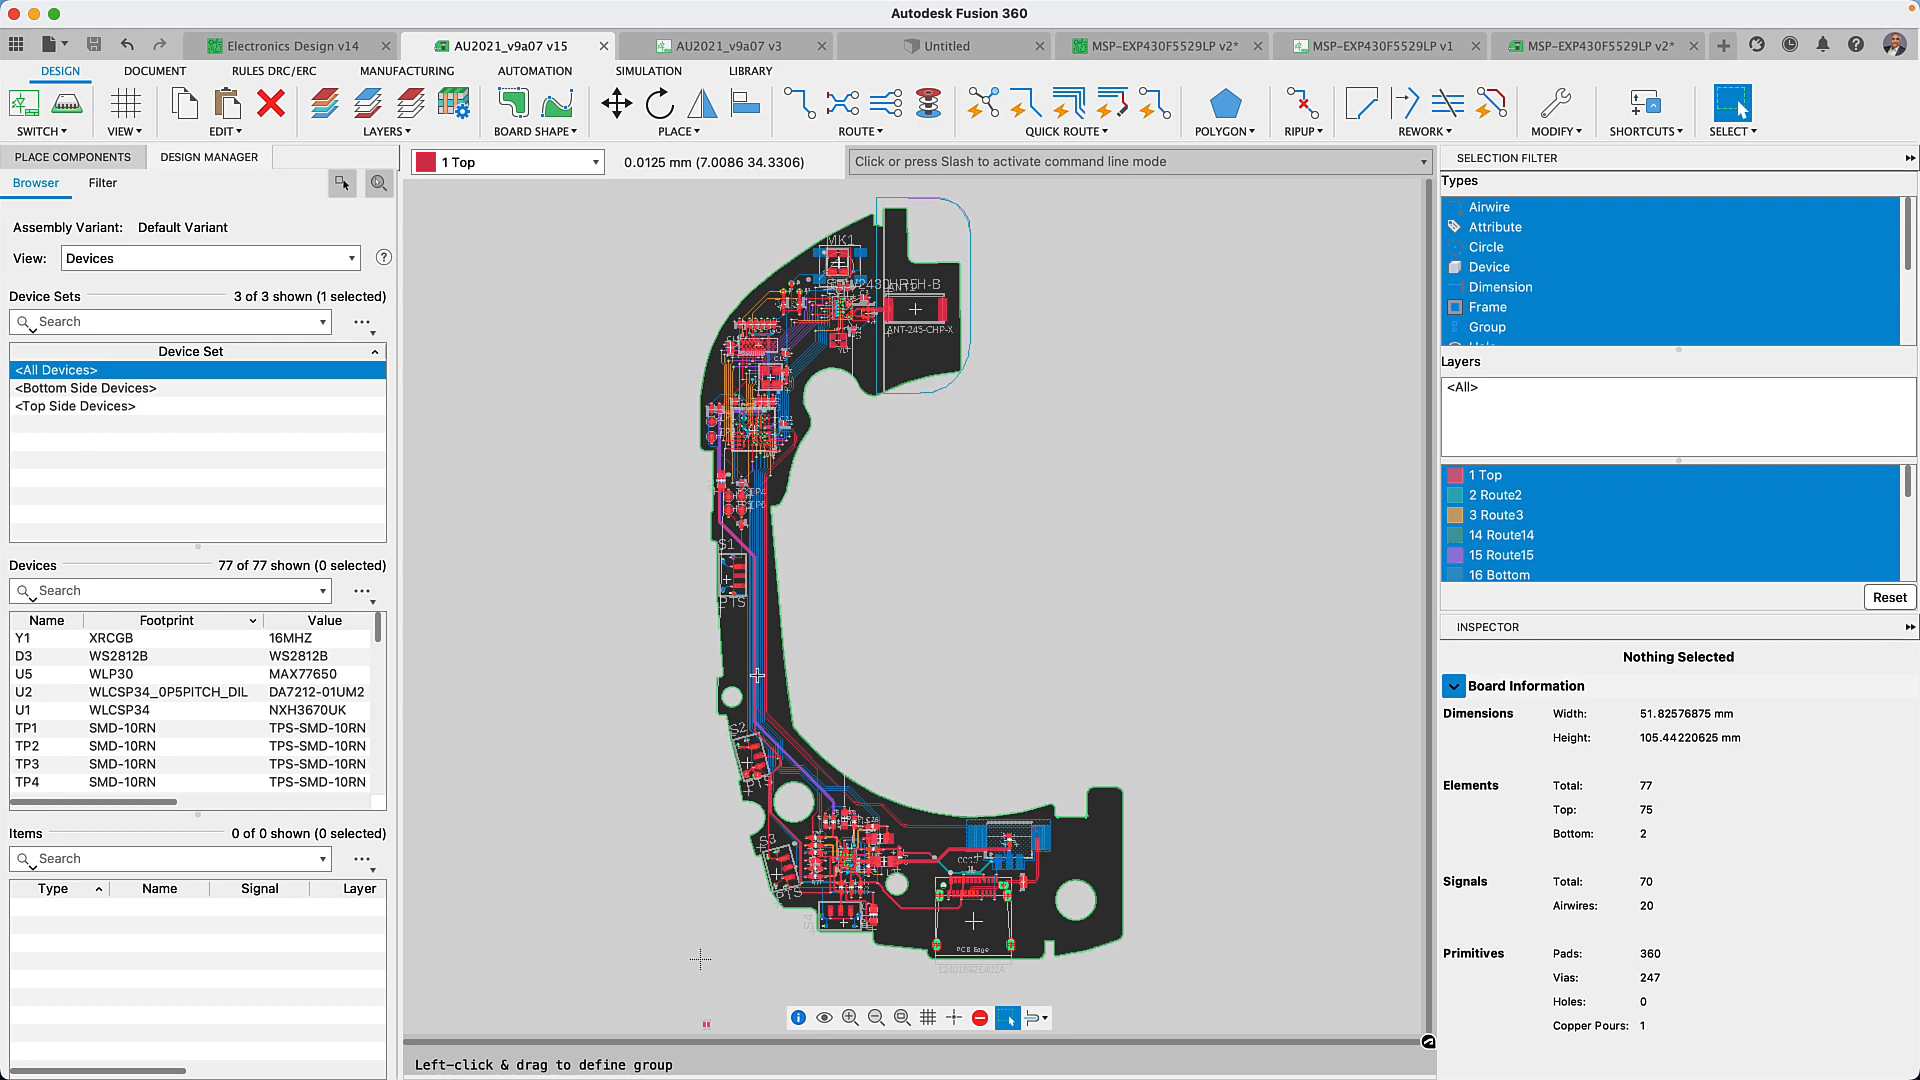 Autodesk Fusion 360
Electronics Design v14
AU2021_v9a07 v15
AU2021_v9a07 v3
Untitled
MSP-EXP430F5529LP v2*
MSP-EXP430F5529LP v1
MSP-EXP430F5529LP v2*
DESIGN
DOCUMENT
RULES DRC/ERC
MANUFACTURING
AUTOMATION
SIMULATION
LIBRARY
SWITCH
VIEW
EDIT
LAYERS
BOARD SHAPE
PLACE
ROUTE
QUICK ROUTE
POLYGON
RIPUP
REWORK
MODIFY
SHORTCUTS
SELECT
PLACE COMPONENTS
DESIGN MANAGER
1 Top
0.0125 mm (7.0086 34.3306)
Click or press Slash to activate command line mode
Browser
Filter
Assembly Variant: Default Variant
View: Devices
Device Sets 3 of 3 shown (1 selected)
Search
Device Set
<All Devices>
<Bottom Side Devices>
<Top Side Devices>
Devices 77 of 77 shown (0 selected)
Search
Name Footprint Value
Y1 XRCGB 16MHZ
D3 WS2812B WS2812B
U5 WLP30 MAX77650
U2 WLCSP34_0P5PITCH_DIL DA7212-01UM2
U1 WLCSP34 NXH3670UK
TP1 SMD-10RN TPS-SMD-10RN
TP2 SMD-10RN TPS-SMD-10RN
TP3 SMD-10RN TPS-SMD-10RN
TP4 SMD-10RN TPS-SMD-10RN
Items 0 of 0 shown (0 selected)
Search
Type Name Signal Layer
MK1
ANT-245-CHP-X
S1
PTS
S2
PTS
S3
PTS
PCB Edge
Left-click & drag to define group
SELECTION FILTER
Types
Airwire
Attribute
Circle
Device
Dimension
Frame
Group
Layers
<All>
1 Top
2 Route2
3 Route3
14 Route14
15 Route15
16 Bottom
Reset
INSPECTOR
Nothing Selected
Board Information
Dimensions Width: 51.82576875 mm
Height: 105.44220625 mm
Elements Total: 77
Top: 75
Bottom: 2
Signals Total: 70
Airwires: 20
Primitives Pads: 360
Vias: 247
Holes: 0
Copper Pours: 1